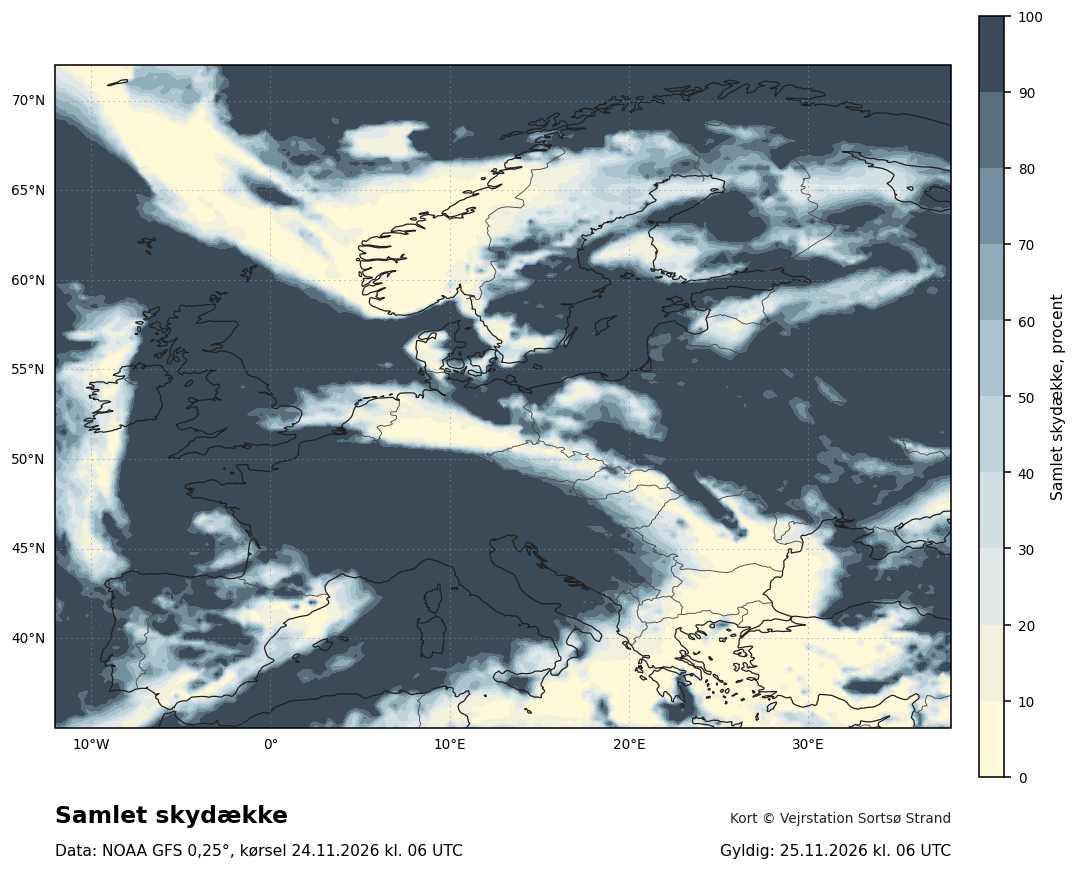 100
90
80
70
60
50
40
30
20
10
0
Samlet skydække, procent
70°N
65°N
60°N
55°N
50°N
45°N
40°N
10°W
0°
10°E
20°E
30°E
Samlet skydække
Kort © Vejrstation Sortsø Strand
Data: NOAA GFS 0,25°, kørsel 24.11.2026 kl. 06 UTC
Gyldig: 25.11.2026 kl. 06 UTC